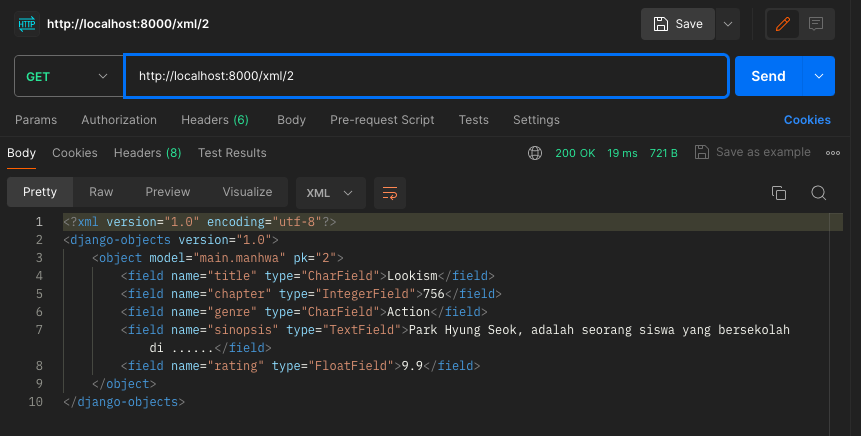 HTTP http://localhost:8000/xml/2 Save
GET http://localhost:8000/xml/2 Send
Params Authorization Headers (6) Body Pre-request Script Tests Settings Cookies
Body Cookies Headers (8) Test Results 200 OK 19 ms 721 B Save as example
Pretty Raw Preview Visualize XML
1 <?xml version="1.0" encoding="utf-8"?>
2 <django-objects version="1.0">
3 <object model="main.manhwa" pk="2">
4 <field name="title" type="CharField">Lookism</field>
5 <field name="chapter" type="IntegerField">756</field>
6 <field name="genre" type="CharField">Action</field>
7 <field name="sinopsis" type="TextField">Park Hyung Seok, adalah seorang siswa yang bersekolah
di ......</field>
8 <field name="rating" type="FloatField">9.9</field>
9 </object>
10 </django-objects>